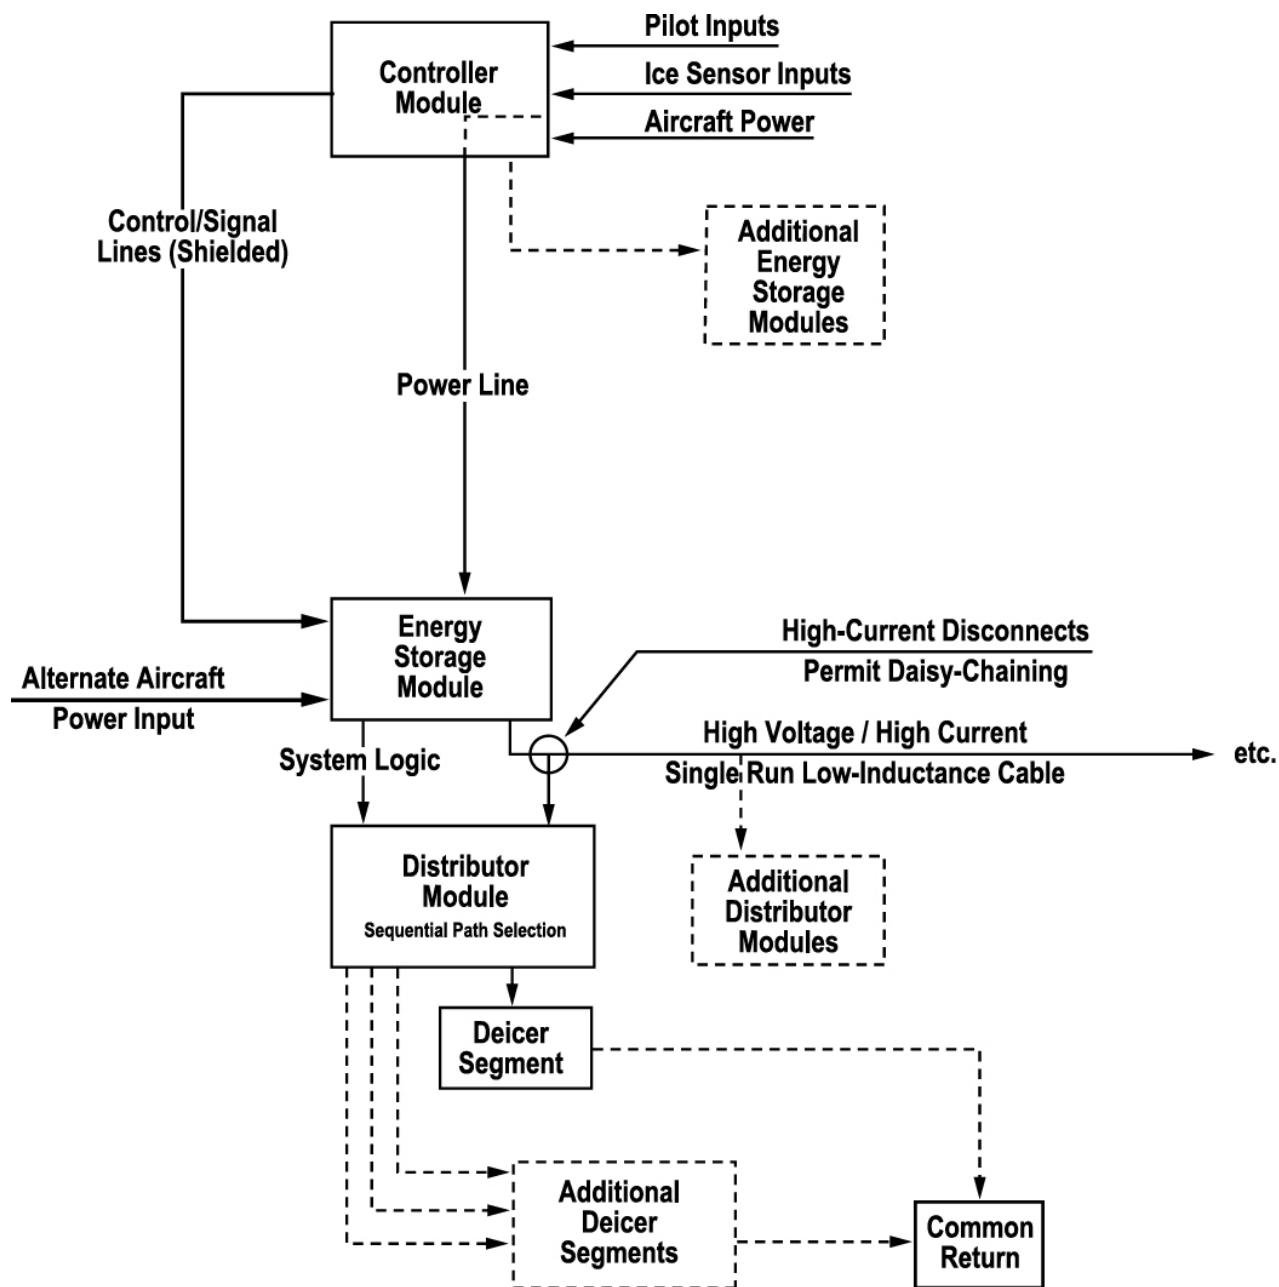 Pilot Inputs
Controller
Module
Ice Sensor Inputs
Aircraft Power
Control/Signal
Lines (Shielded)
Additional
Energy
Storage
Modules
Power Line
Energy
Storage
Module
High-Current Disconnects
Permit Daisy-Chaining
Alternate Aircraft
Power Input
System Logic
High Voltage / High Current
Single Run Low-Inductance Cable
etc.
Distributor
Module
Sequential Path Selection
Additional
Distributor
Modules
Deicer
Segment
Additional
Deicer
Segments
Common
Return